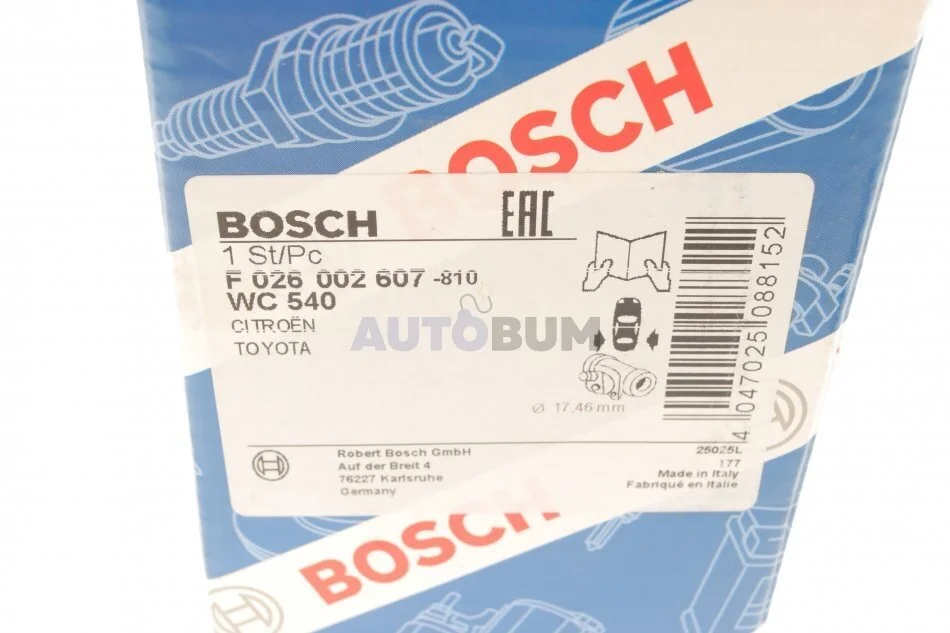 BOSCH
BOSCH
EAC
1 St/Pc
F 026 002 607 -810
WC 540
CITROËN
TOYOTA
AUTOBUM
Ø 17,46 mm
4 047025 088152
Robert Bosch GmbH
Auf der Breit 4
76227 Karlsruhe
Germany
25025L
177
Made in Italy
Fabriqué en Italie
BOSCH
BOSCH